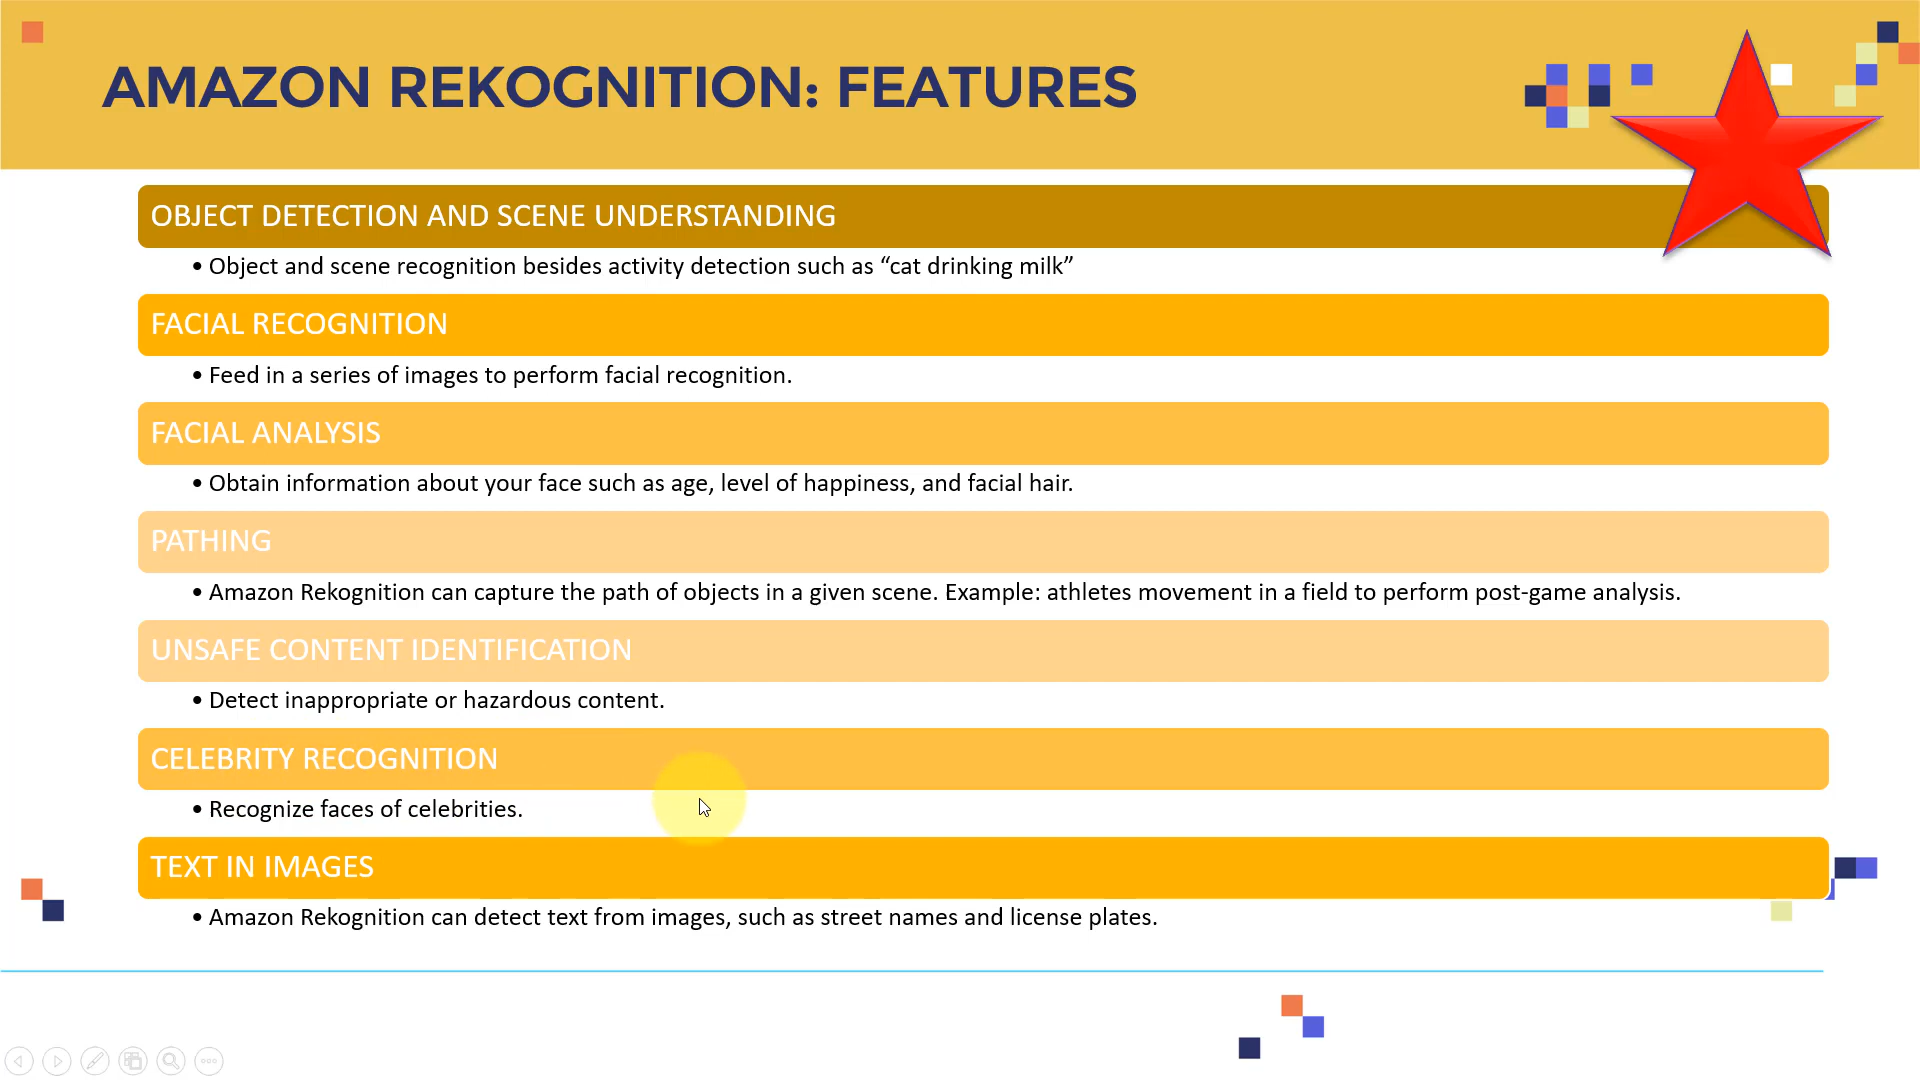 AMAZON REKOGNITION: FEATURES
OBJECT DETECTION AND SCENE UNDERSTANDING
• Object and scene recognition besides activity detection such as “cat drinking milk”
FACIAL RECOGNITION
• Feed in a series of images to perform facial recognition.
FACIAL ANALYSIS
• Obtain information about your face such as age, level of happiness, and facial hair.
PATHING
• Amazon Rekognition can capture the path of objects in a given scene. Example: athletes movement in a field to perform post-game analysis.
UNSAFE CONTENT IDENTIFICATION
• Detect inappropriate or hazardous content.
CELEBRITY RECOGNITION
• Recognize faces of celebrities.
TEXT IN IMAGES
• Amazon Rekognition can detect text from images, such as street names and license plates.